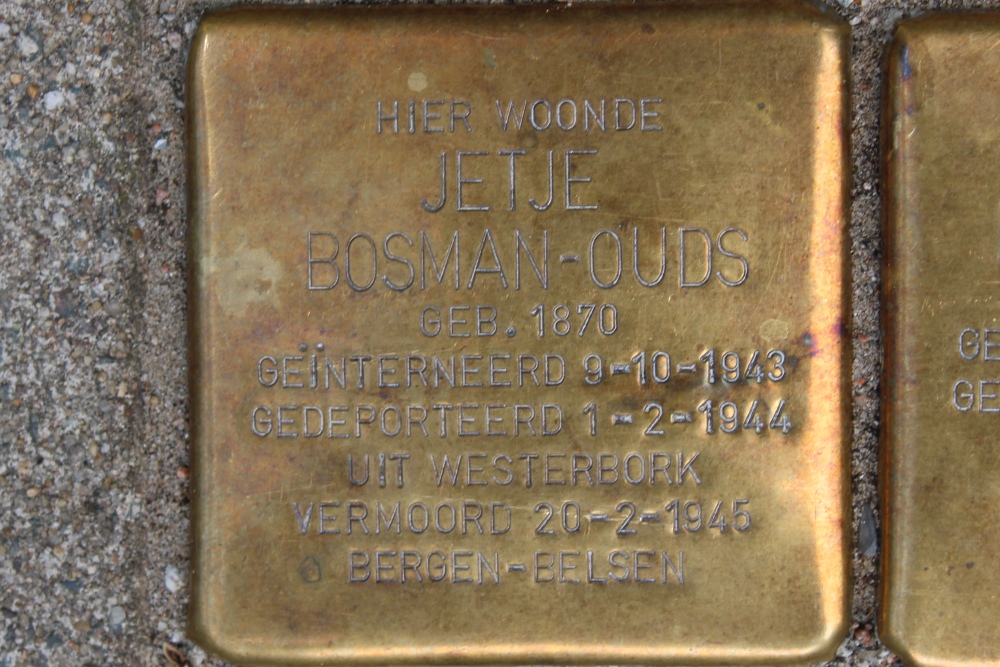 HIER WOONDE
JETJE
BOSMAN-OUDS
GEB. 1870
GEÏNTERNEERD 9-10-1943
GEDEPORTEERD 1-2-1944
UIT WESTERBORK
VERMOORD 20-2-1945
BERGEN-BELSEN